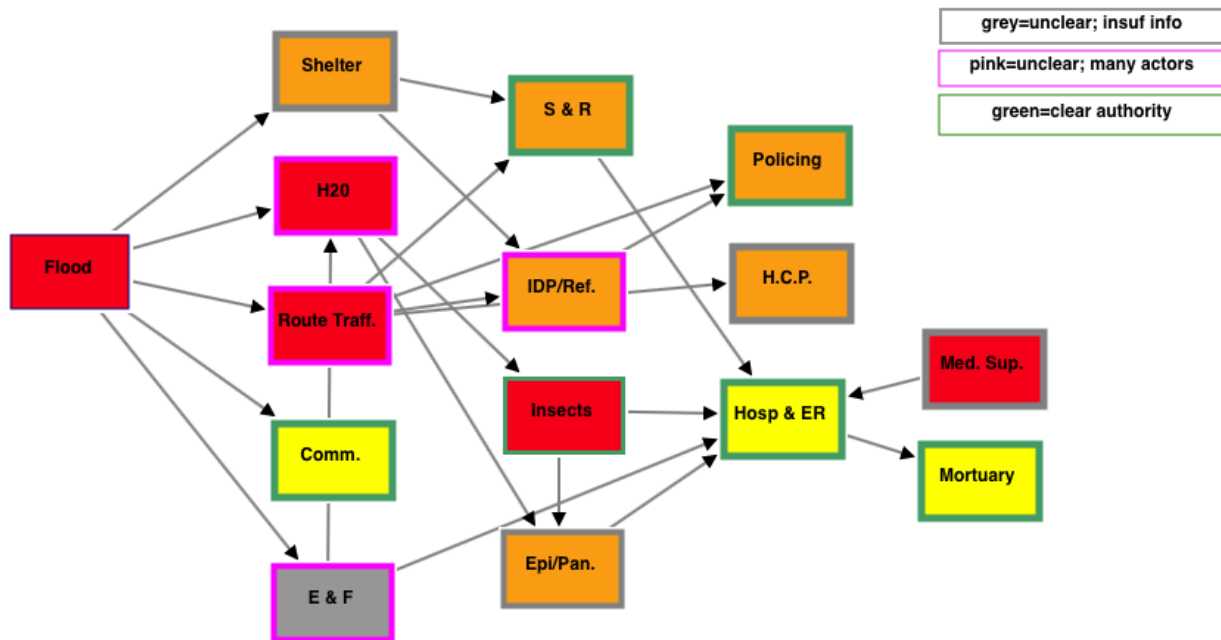 grey=unclear; insuf info
pink=unclear; many actors
green=clear authority
Shelter
S & R
Policing
H20
Flood
IDP/Ref.
H.C.P.
Route Traff.
Med. Sup.
Insects
Hosp & ER
Comm.
Mortuary
Epi/Pan.
E & F